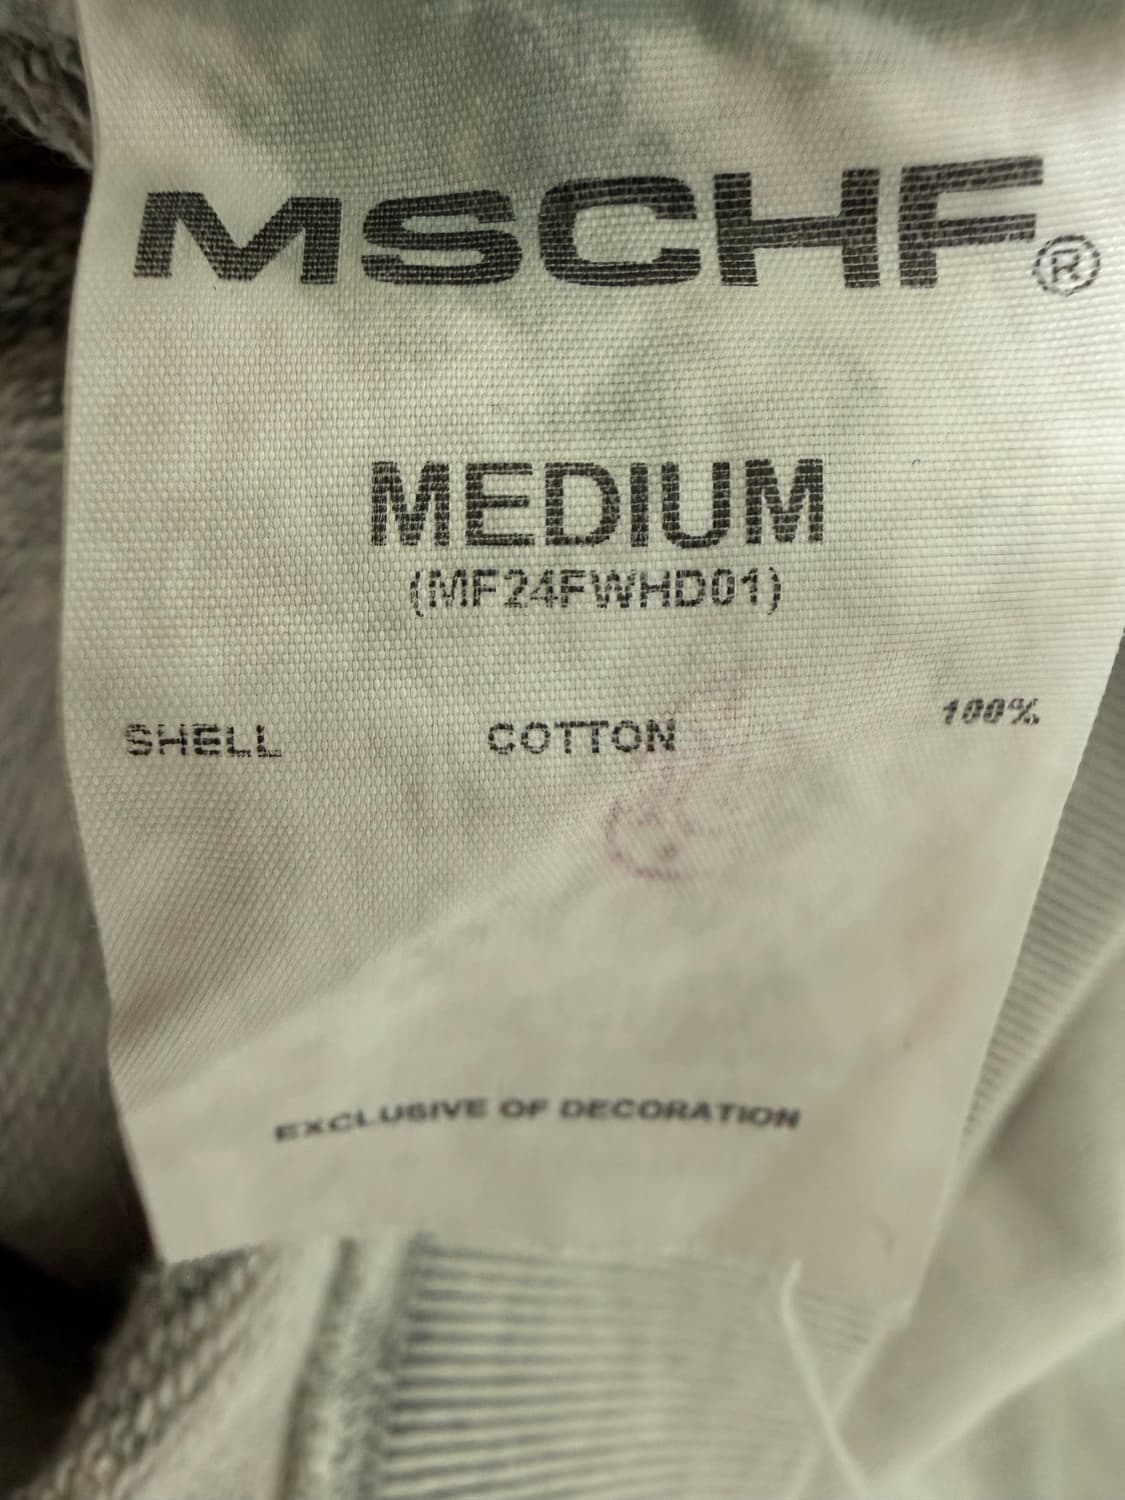 MSCHF®
MEDIUM
(MF24FWHD01)
SHELL COTTON 100%
EXCLUSIVE OF DECORATION